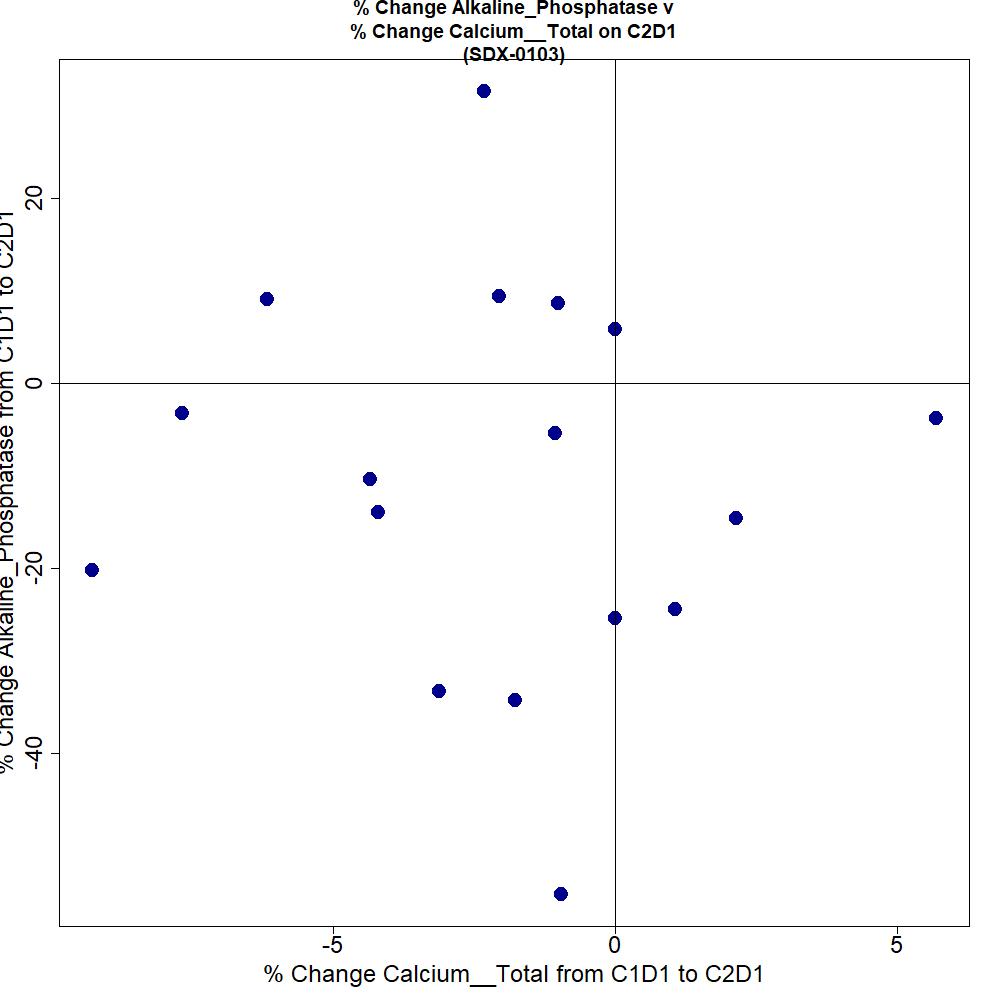 % Change Alkaline_Phosphatase v
% Change Calcium__Total on C2D1
(SDX-0103)
% Change Alkaline_Phosphatase from C1D1 to C2D1
20
0
-20
-40
-5
0
5
% Change Calcium__Total from C1D1 to C2D1